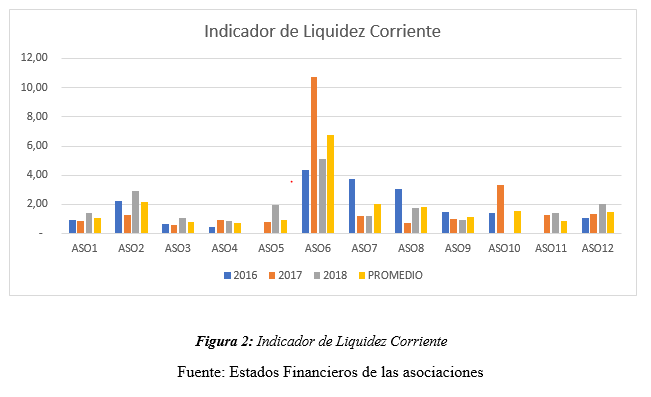 Indicador de Liquidez Corriente
12,00
10,00
8,00
6,00
4,00
2,00
-
ASO1 ASO2 ASO3 ASO4 ASO5 ASO6 ASO7 ASO8 ASO9 ASO10 ASO11 ASO12
2016 2017 2018 PROMEDIO
Figura 2: Indicador de Liquidez Corriente
Fuente: Estados Financieros de las asociaciones